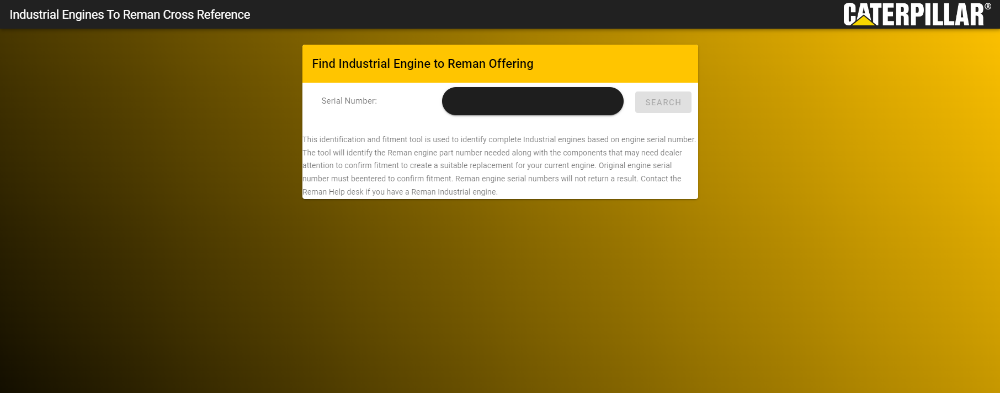 Industrial Engines To Reman Cross Reference
CATERPILLAR®
Find Industrial Engine to Reman Offering
Serial Number:
SEARCH
This identification and fitment tool is used to identify complete Industrial engines based on engine serial number.
The tool will identify the Reman engine part number needed along with the components that may need dealer
attention to confirm fitment to create a suitable replacement for your current engine. Original engine serial
number must beentered to confirm fitment. Reman engine serial numbers will not return a result. Contact the
Reman Help desk if you have a Reman Industrial engine.